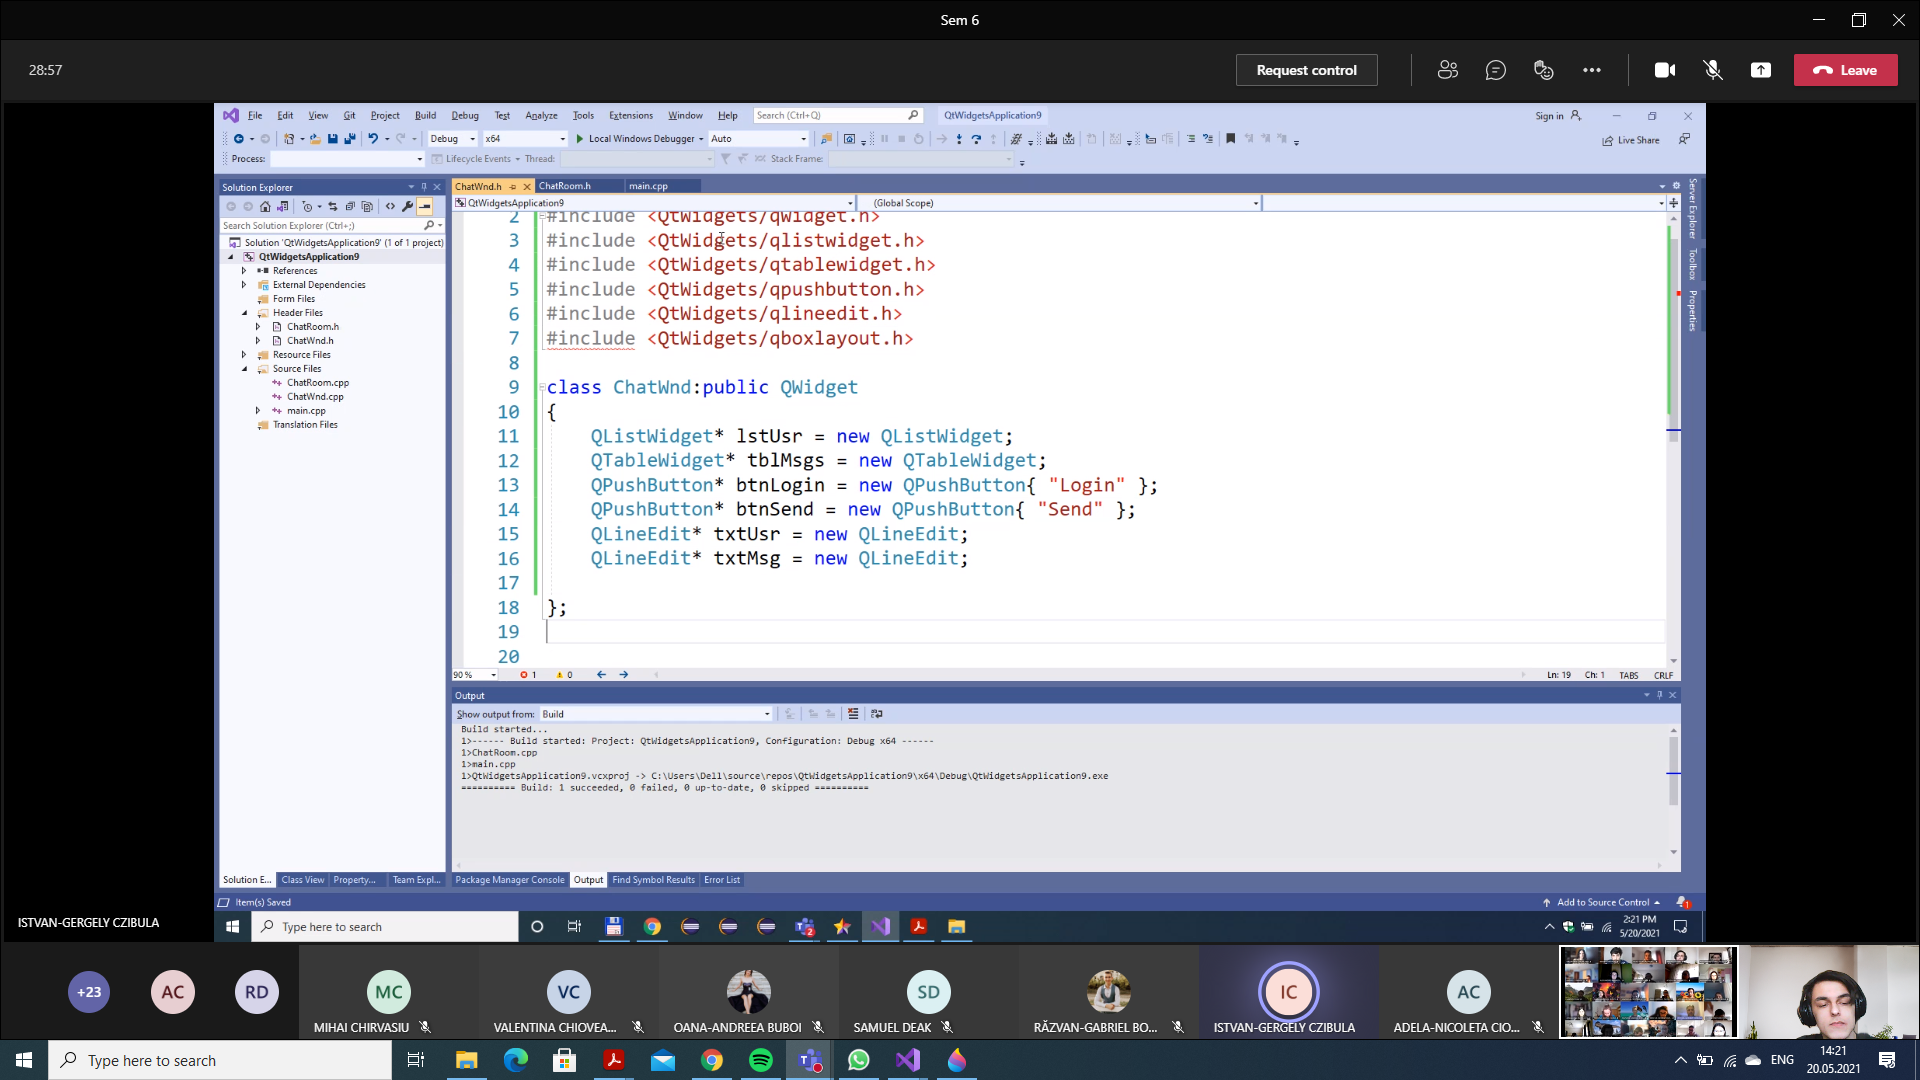 Sem 6
28:57
Request control
Leave
File Edit View Git Project Build Debug Test Analyze Tools Extensions Window Help Search (Ctrl+Q) QtWidgetsApplication9 Sign in
Debug x64 Local Windows Debugger Auto Live Share
Process: Lifecycle Events Thread: Stack Frame:
Solution Explorer
Search Solution Explorer (Ctrl+;)
Solution 'QtWidgetsApplication9' (1 of 1 project)
QtWidgetsApplication9
References
External Dependencies
Form Files
Header Files
ChatRoom.h
ChatWnd.h
Resource Files
Source Files
ChatRoom.cpp
ChatWnd.cpp
main.cpp
Translation Files
Solution E... Class View Property... Team Expl...
ChatWnd.h ChatRoom.h main.cpp
QtWidgetsApplication9 (Global Scope)
2 #include <QtWidgets/qwidget.h>
3 #include <QtWidgets/qlistwidget.h>
4 #include <QtWidgets/qtablewidget.h>
5 #include <QtWidgets/qpushbutton.h>
6 #include <QtWidgets/qlineedit.h>
7 #include <QtWidgets/qboxlayout.h>
8
9 class ChatWnd:public QWidget
10 {
11 QListWidget* lstUsr = new QListWidget;
12 QTableWidget* tblMsgs = new QTableWidget;
13 QPushButton* btnLogin = new QPushButton{ "Login" };
14 QPushButton* btnSend = new QPushButton{ "Send" };
15 QLineEdit* txtUsr = new QLineEdit;
16 QLineEdit* txtMsg = new QLineEdit;
17
18 };
19
20
90 % 1 0 Ln: 19 Ch: 1 TABS CRLF
Server Explorer
Toolbox
Properties
Output
Show output from: Build
Build started...
1>------ Build started: Project: QtWidgetsApplication9, Configuration: Debug x64 ------
1>ChatRoom.cpp
1>main.cpp
1>QtWidgetsApplication9.vcxproj -> C:\Users\Dell\source\repos\QtWidgetsApplication9\x64\Debug\QtWidgetsApplication9.exe
========== Build: 1 succeeded, 0 failed, 0 up-to-date, 0 skipped ==========
Package Manager Console Output Find Symbol Results Error List
Item(s) Saved Add to Source Control 1
ISTVAN-GERGELY CZIBULA
Type here to search
2:21 PM
5/20/2021
+23 AC RD MC VC SD IC AC
MIHAI CHIRVASIU VALENTINA CHIOVEA... OANA-ANDREEA BUBOI SAMUEL DEAK RĂZVAN-GABRIEL BO... ISTVAN-GERGELY CZIBULA ADELA-NICOLETA CIO...
Type here to search
ENG
14:21
20.05.2021